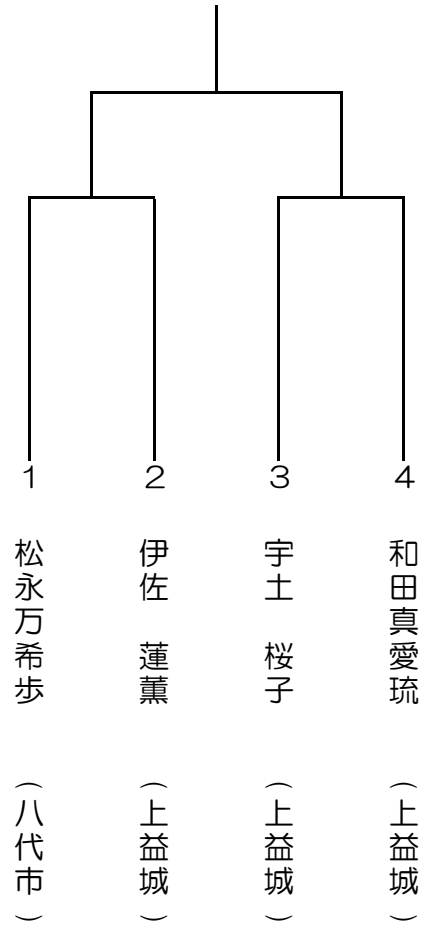 1
松永万希歩 （八代市）
2
伊佐 蓮薫 （上益城）
3
宇土 桜子 （上益城）
4
和田真愛琉 （上益城）